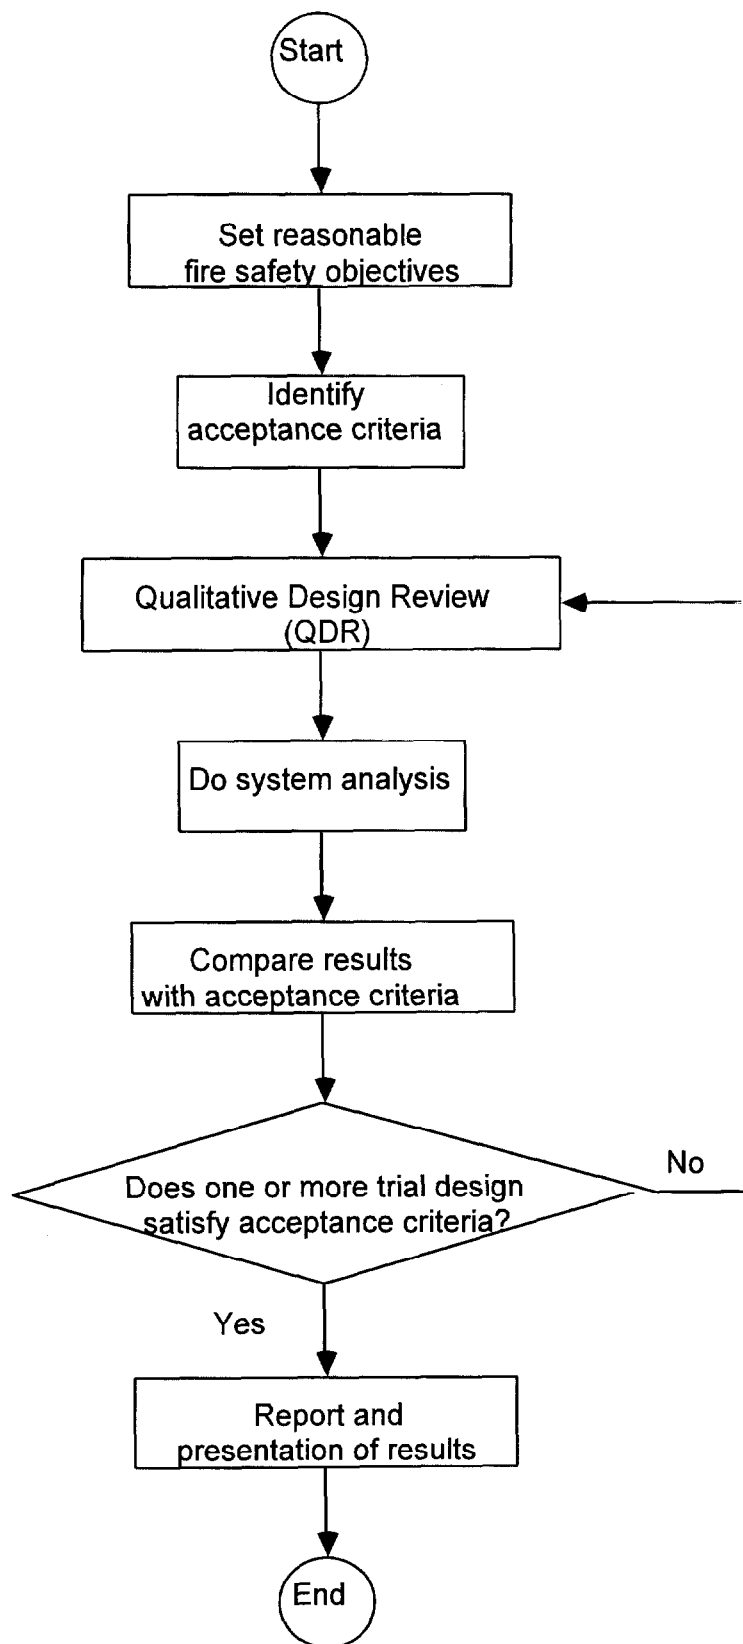 Start
Set reasonable
fire safety objectives
Identify
acceptance criteria
Qualitative Design Review
(QDR)
Do system analysis
Compare results
with acceptance criteria
No
Does one or more trial design
satisfy acceptance criteria?
Yes
Report and
presentation of results
End